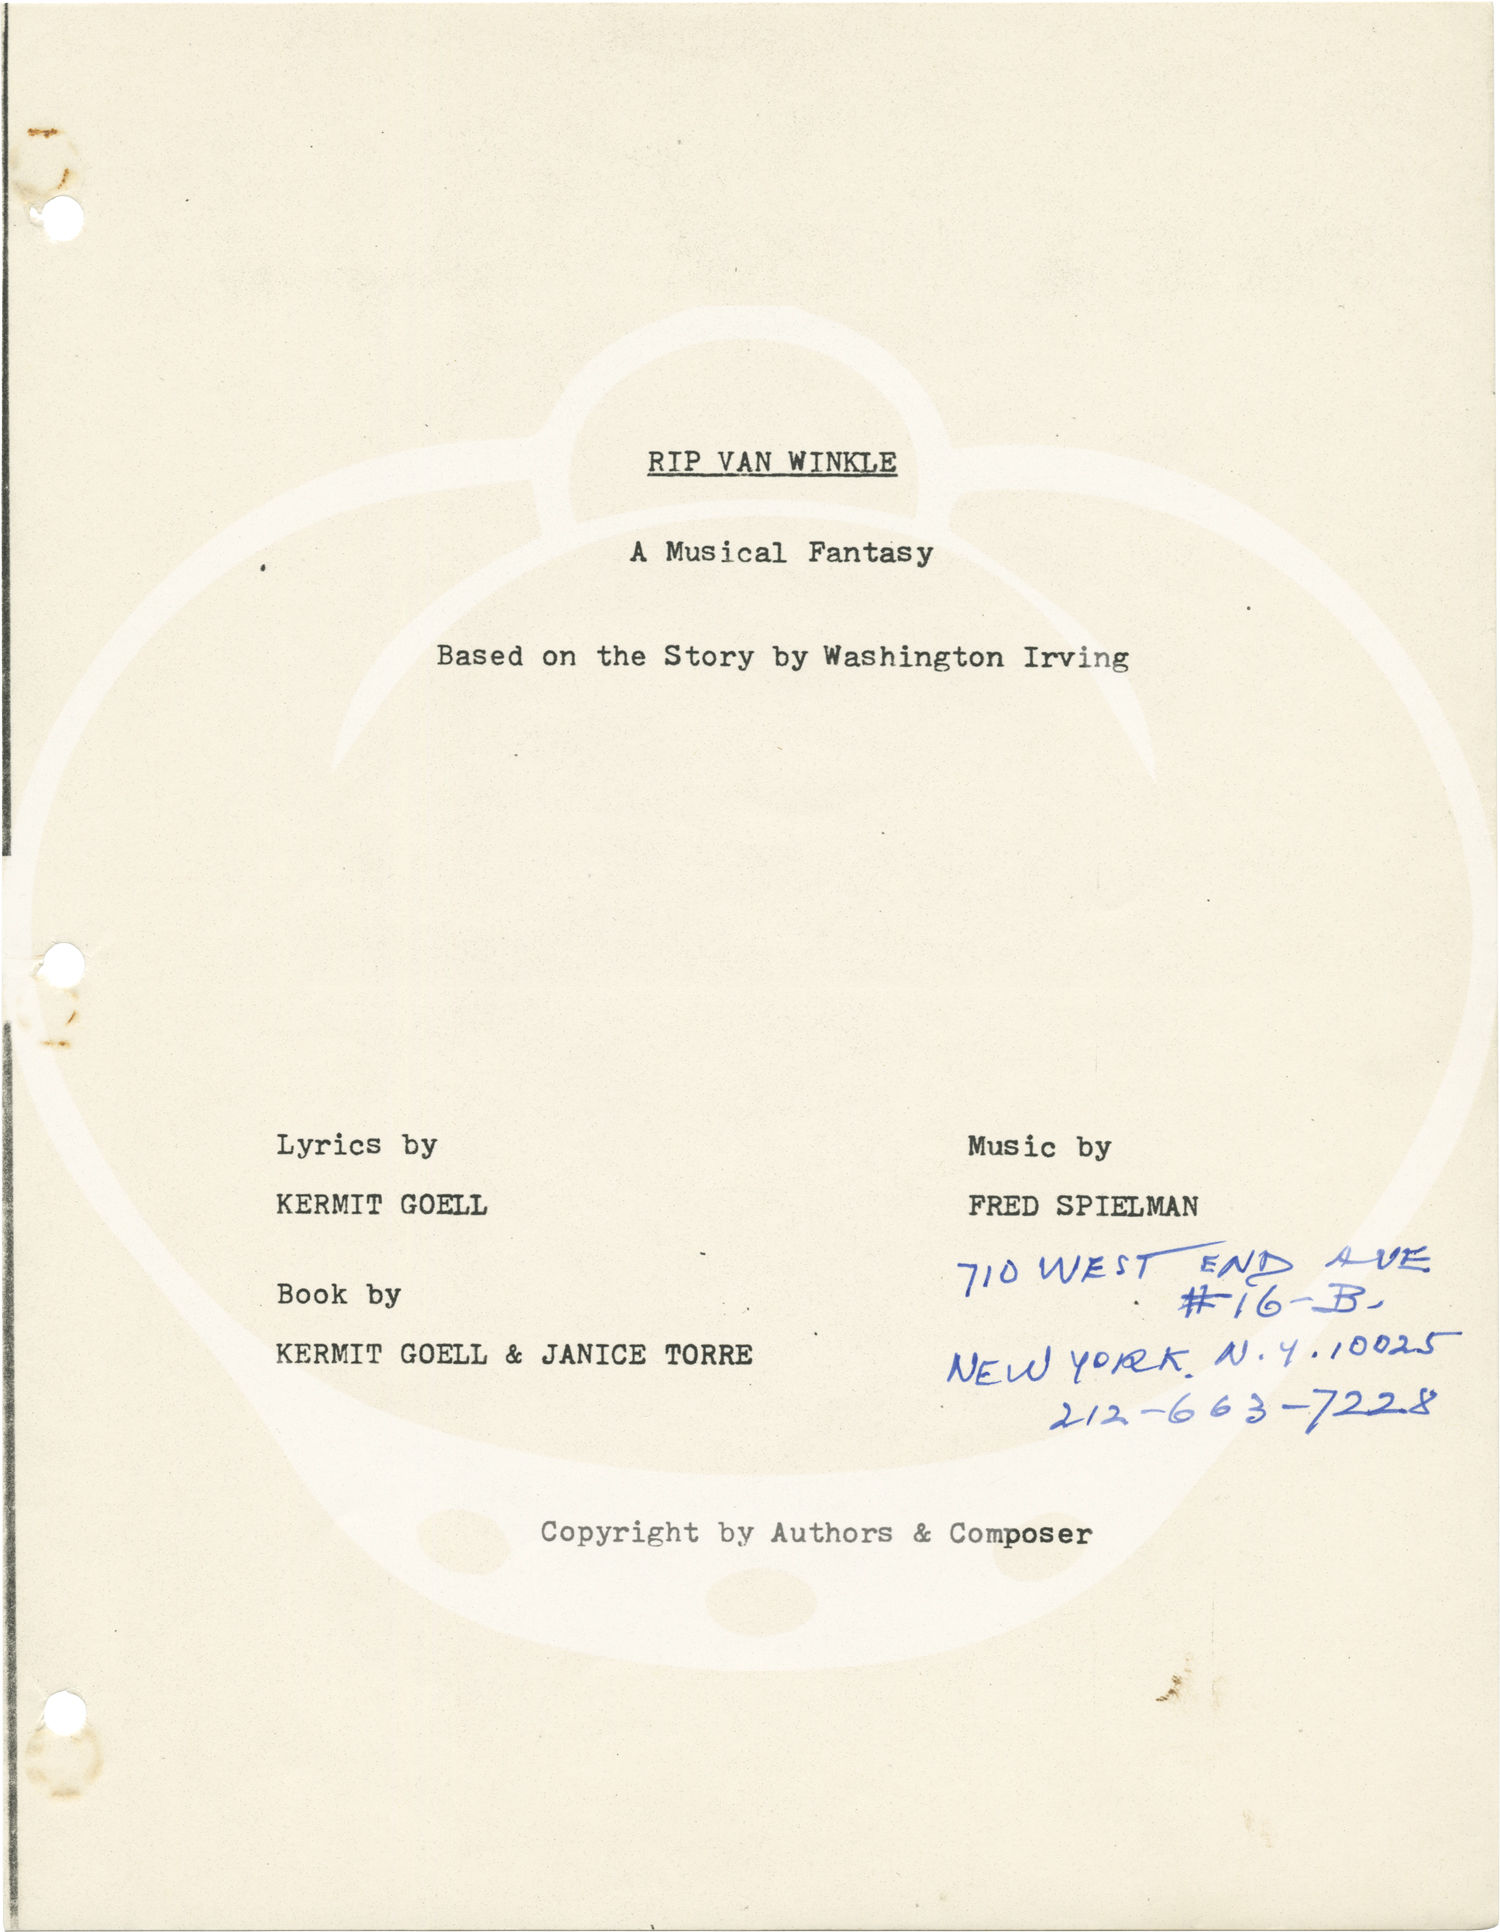 RIP VAN WINKLE
A Musical Fantasy
Based on the Story by Washington Irving
Lyrics by
KERMIT GOELL
Book by
KERMIT GOELL & JANICE TORRE
Music by
FRED SPIELMAN
710 WEST END AVE
#16-B.
NEW YORK. N.Y. 10025
212-663-7228
Copyright by Authors & Composer